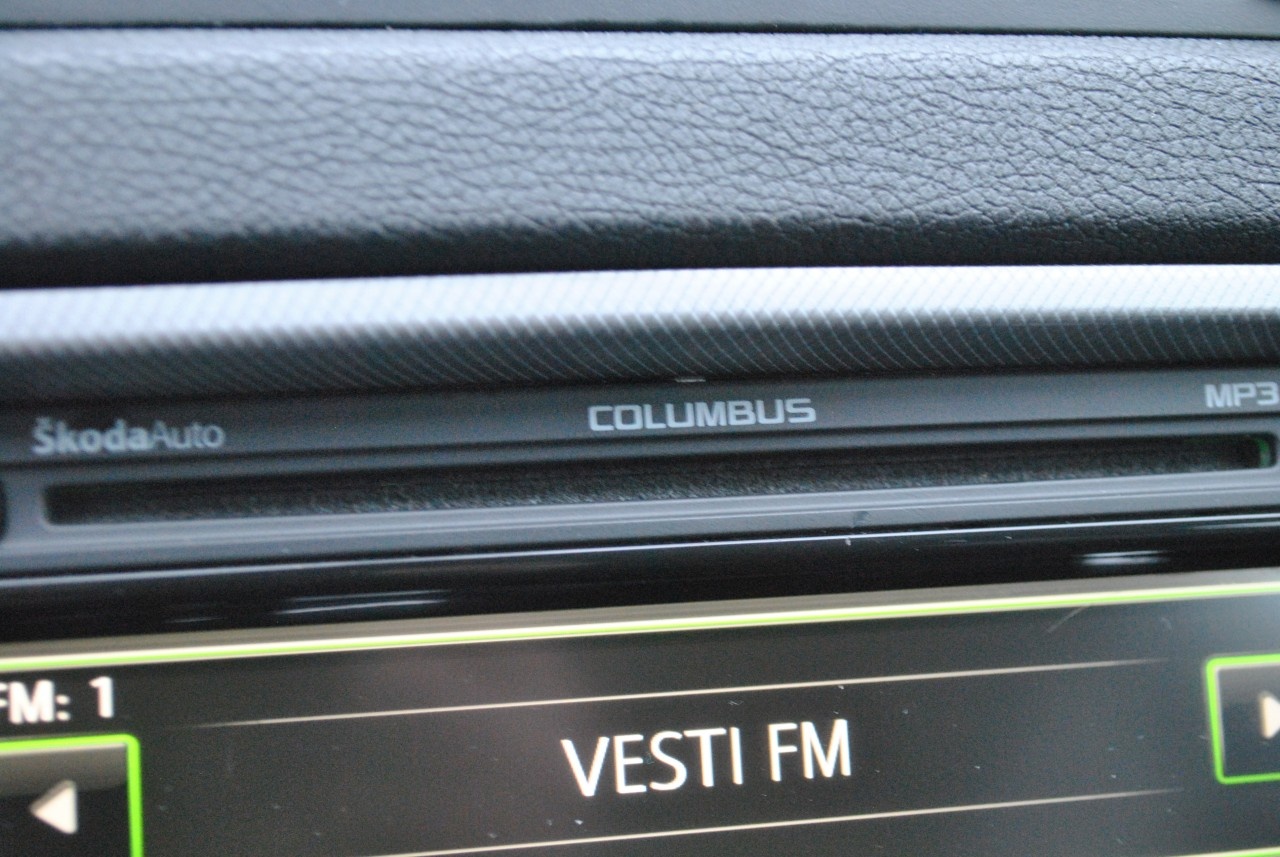 ŠkodaAuto COLUMBUS MP3
FM: 1
VESTI FM